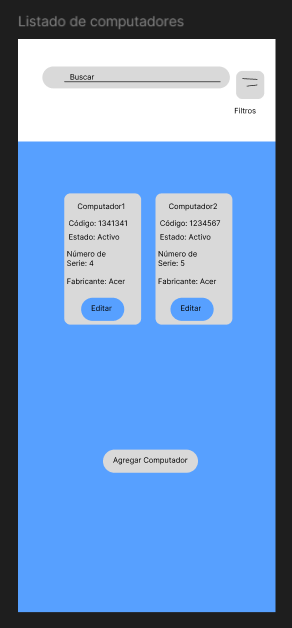 Listado de computadores
Buscar
Filtros
Computador1
Código: 1341341
Estado: Activo
Número de
Serie: 4
Fabricante: Acer
Editar
Computador2
Código: 1234567
Estado: Activo
Número de
Serie: 5
Fabricante: Acer
Editar
Agregar Computador